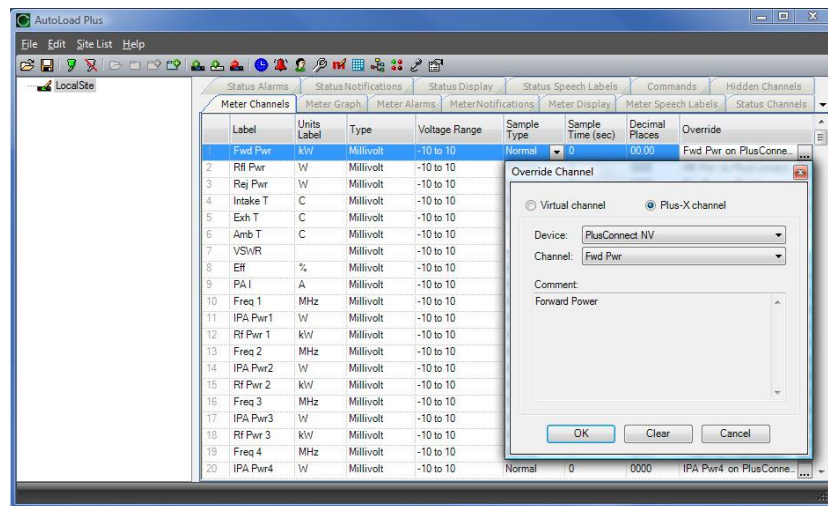 AutoLoad Plus
File Edit Site List Help
LocalSite
Status Alarms Status Notifications Status Display Status Speech Labels Commands Hidden Channels
Meter Channels Meter Graph Meter Alarms MeterNotifications Meter Display Meter Speech Labels Status Channels
Label Units Label Type Voltage Range Sample Type Sample Time (sec) Decimal Places Override
1 Fwd Pwr kW Millivolt -10 to 10 Normal 0 00.00 Fwd Pwr on PlusConne...
2 Rfl Pwr W Millivolt -10 to 10
3 Rej Pwr W Millivolt -10 to 10
4 Intake T C Millivolt -10 to 10
5 Exh T C Millivolt -10 to 10
6 Amb T C Millivolt -10 to 10
7 VSWR Millivolt -10 to 10
8 Eff % Millivolt -10 to 10
9 PA I A Millivolt -10 to 10
10 Freq 1 MHz Millivolt -10 to 10
11 IPA Pwr1 W Millivolt -10 to 10
12 Rf Pwr 1 kW Millivolt -10 to 10
13 Freq 2 MHz Millivolt -10 to 10
14 IPA Pwr2 W Millivolt -10 to 10
15 Rf Pwr 2 kW Millivolt -10 to 10
16 Freq 3 MHz Millivolt -10 to 10
17 IPA Pwr3 W Millivolt -10 to 10
18 Rf Pwr 3 kW Millivolt -10 to 10
19 Freq 4 MHz Millivolt -10 to 10
20 IPA Pwr4 W Millivolt -10 to 10 Normal 0 0000 IPA Pwr4 on PlusConne...
Override Channel
Virtual channel Plus-X channel
Device: PlusConnect NV
Channel: Fwd Pwr
Comment:
Forward Power
OK Clear Cancel